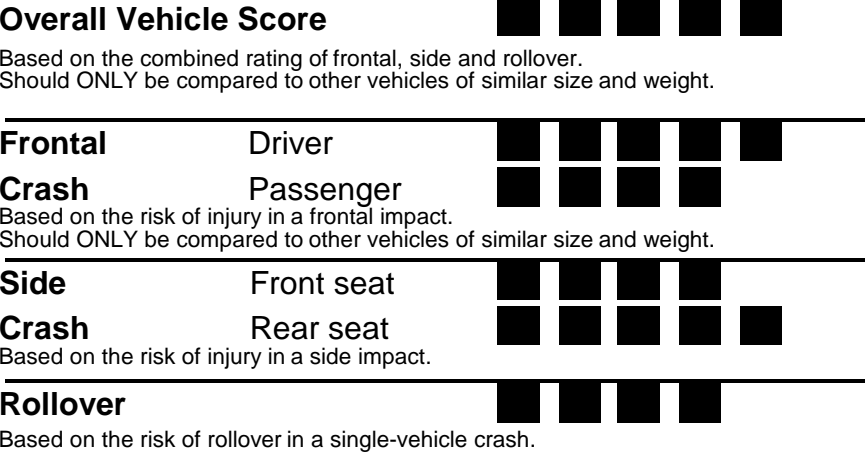 Overall Vehicle Score
Based on the combined rating of frontal, side and rollover.
Should ONLY be compared to other vehicles of similar size and weight.
Frontal Driver
Crash Passenger
Based on the risk of injury in a frontal impact.
Should ONLY be compared to other vehicles of similar size and weight.
Side Front seat
Crash Rear seat
Based on the risk of injury in a side impact.
Rollover
Based on the risk of rollover in a single-vehicle crash.